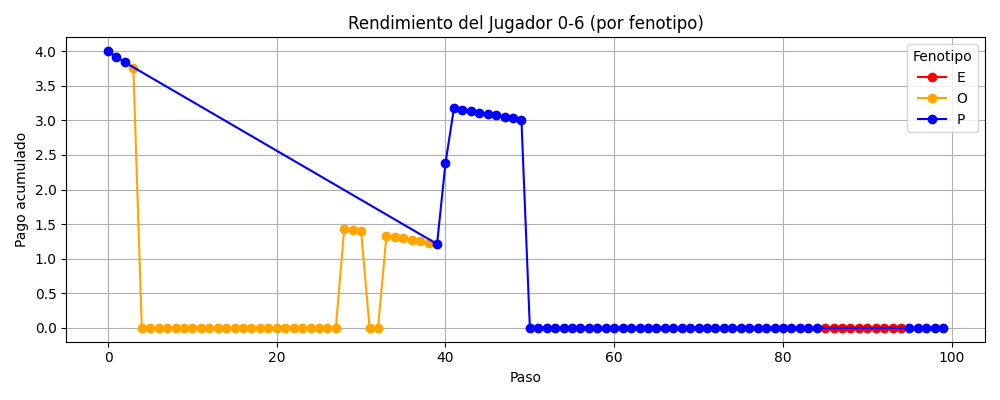 Rendimiento del Jugador 0-6 (por fenotipo)
Pago acumulado
4.0
3.5
3.0
2.5
2.0
1.5
1.0
0.5
0.0
Fenotipo
E
O
P
0 20 40 60 80 100
Paso